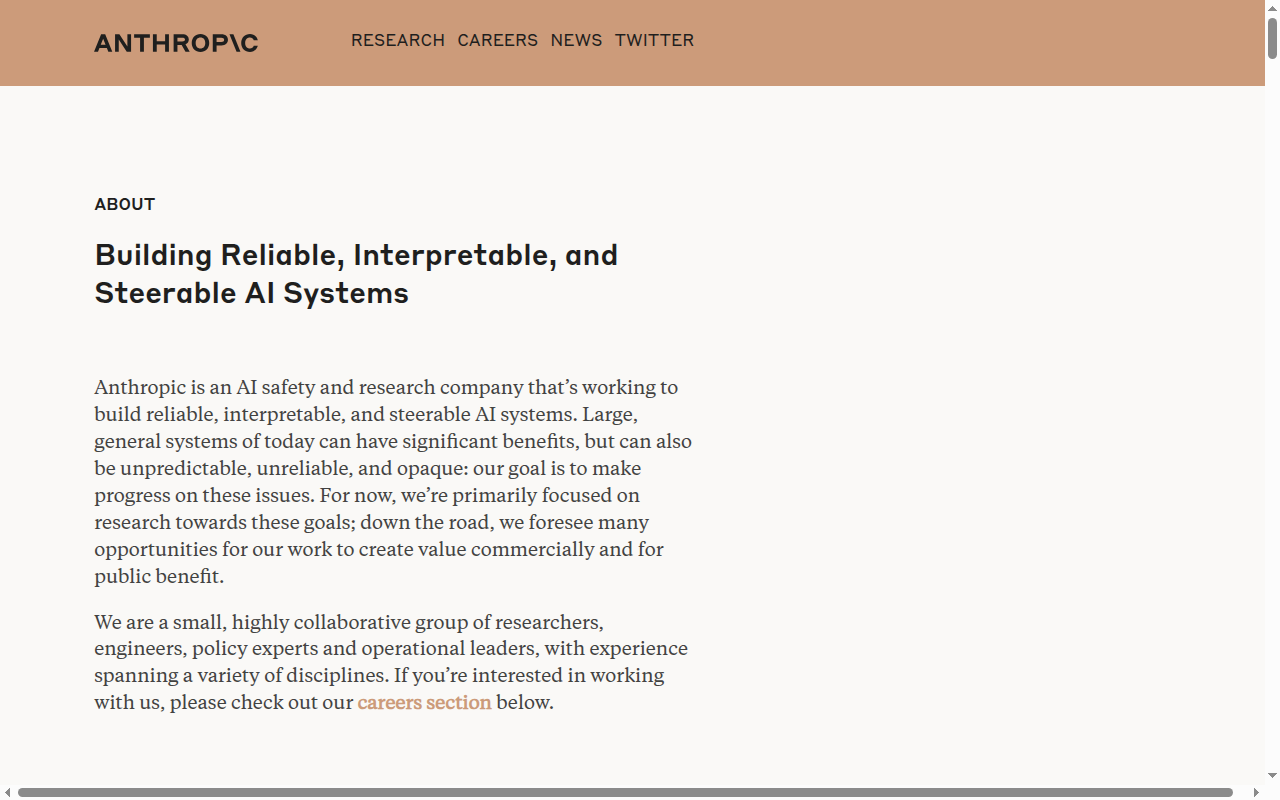 ANTHROP\C
RESEARCH CAREERS NEWS TWITTER
ABOUT
Building Reliable, Interpretable, and
Steerable AI Systems
Anthropic is an AI safety and research company that’s working to
build reliable, interpretable, and steerable AI systems. Large,
general systems of today can have significant benefits, but can also
be unpredictable, unreliable, and opaque: our goal is to make
progress on these issues. For now, we’re primarily focused on
research towards these goals; down the road, we foresee many
opportunities for our work to create value commercially and for
public benefit.
We are a small, highly collaborative group of researchers,
engineers, policy experts and operational leaders, with experience
spanning a variety of disciplines. If you’re interested in working
with us, please check out our careers section below.